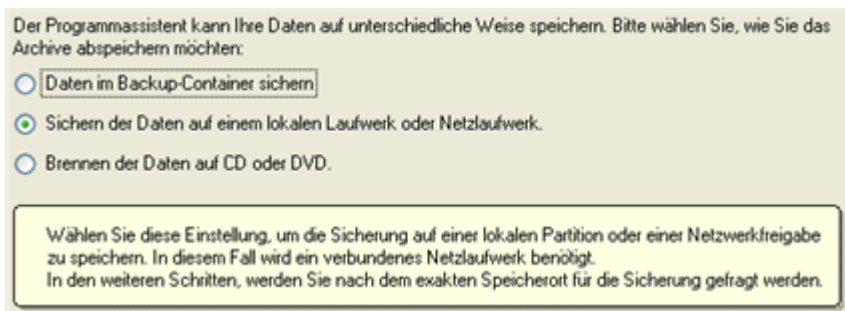 Der Programmassistent kann Ihre Daten auf unterschiedliche Weise speichern. Bitte wählen Sie, wie Sie das
Archive abspeichern möchten:
Daten im Backup-Container sichern
Sichern der Daten auf einem lokalen Laufwerk oder Netzlaufwerk.
Brennen der Daten auf CD oder DVD.
Wählen Sie diese Einstellung, um die Sicherung auf einer lokalen Partition oder einer Netzwerkfreigabe
zu speichern. In diesem Fall wird ein verbundenes Netzlaufwerk benötigt.
In den weiteren Schritten, werden Sie nach dem exakten Speicherort für die Sicherung gefragt werden.